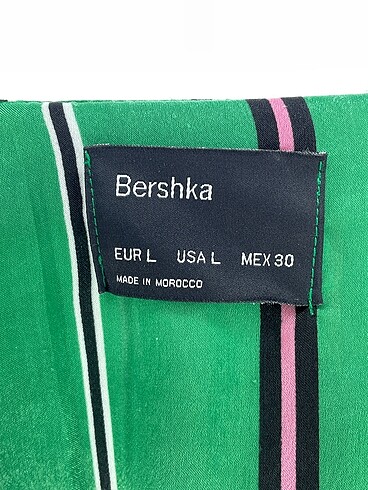 Bershka
EUR L USA L MEX 30
MADE IN MOROCCO